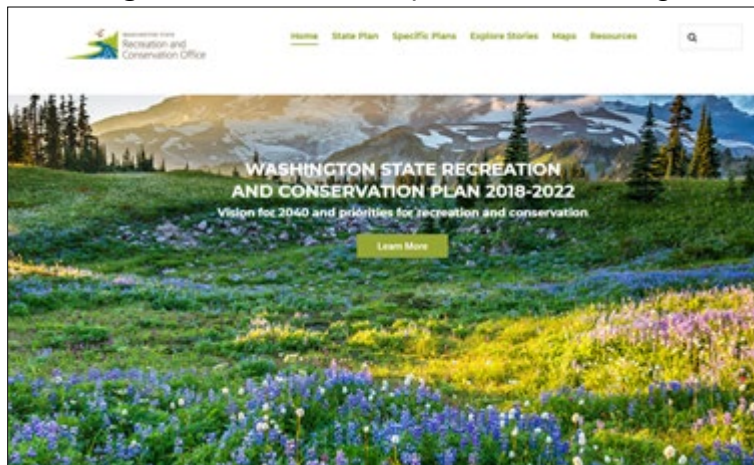 WASHINGTON STATE
Recreation and
Conservation Office
Home State Plan Specific Plans Explore Stories Maps Resources
WASHINGTON STATE RECREATION
AND CONSERVATION PLAN 2018-2022
Vision for 2040 and priorities for recreation and conservation
Learn More